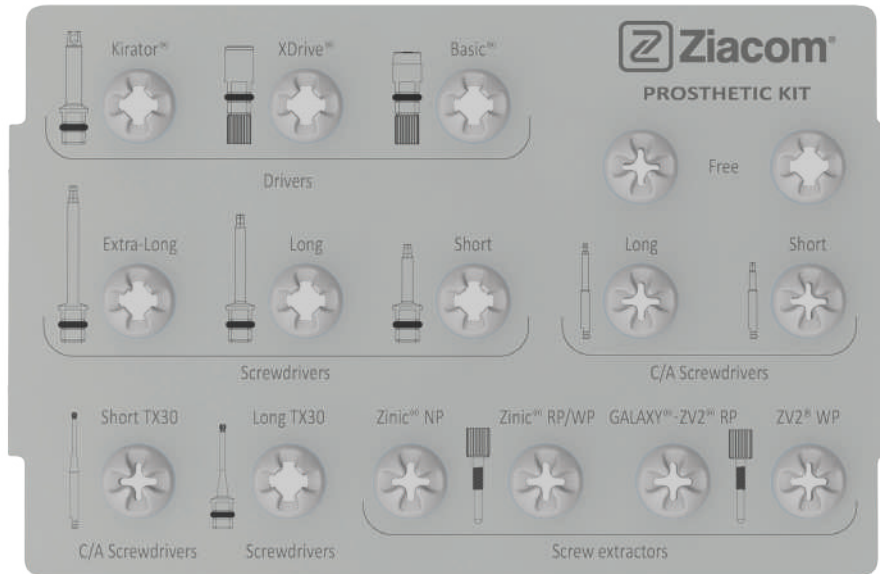 Ziacom®
PROSTHETIC KIT
Kirator® XDrive® Basic®
Drivers
Free
Extra-Long Long Short
Screwdrivers
Long Short
C/A Screwdrivers
Short TX30 Long TX30 Zinic® NP Zinic® RP/WP GALAXY®-ZV2® RP ZV2® WP
C/A Screwdrivers Screwdrivers Screw extractors